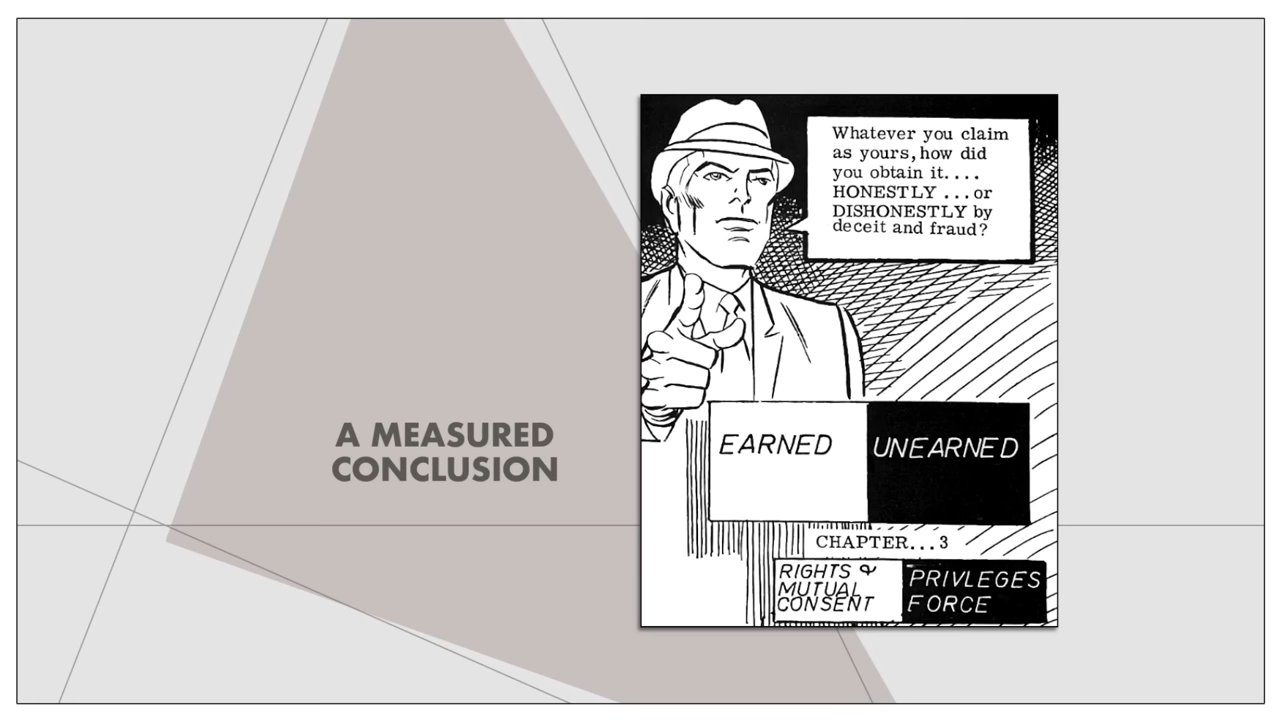 A MEASURED
CONCLUSION
Whatever you claim
as yours, how did
you obtain it....
HONESTLY ... or
DISHONESTLY by
deceit and fraud?
EARNED
UNEARNED
CHAPTER...3
RIGHTS &
MUTUAL
CONSENT
PRIVLEGES
FORCE